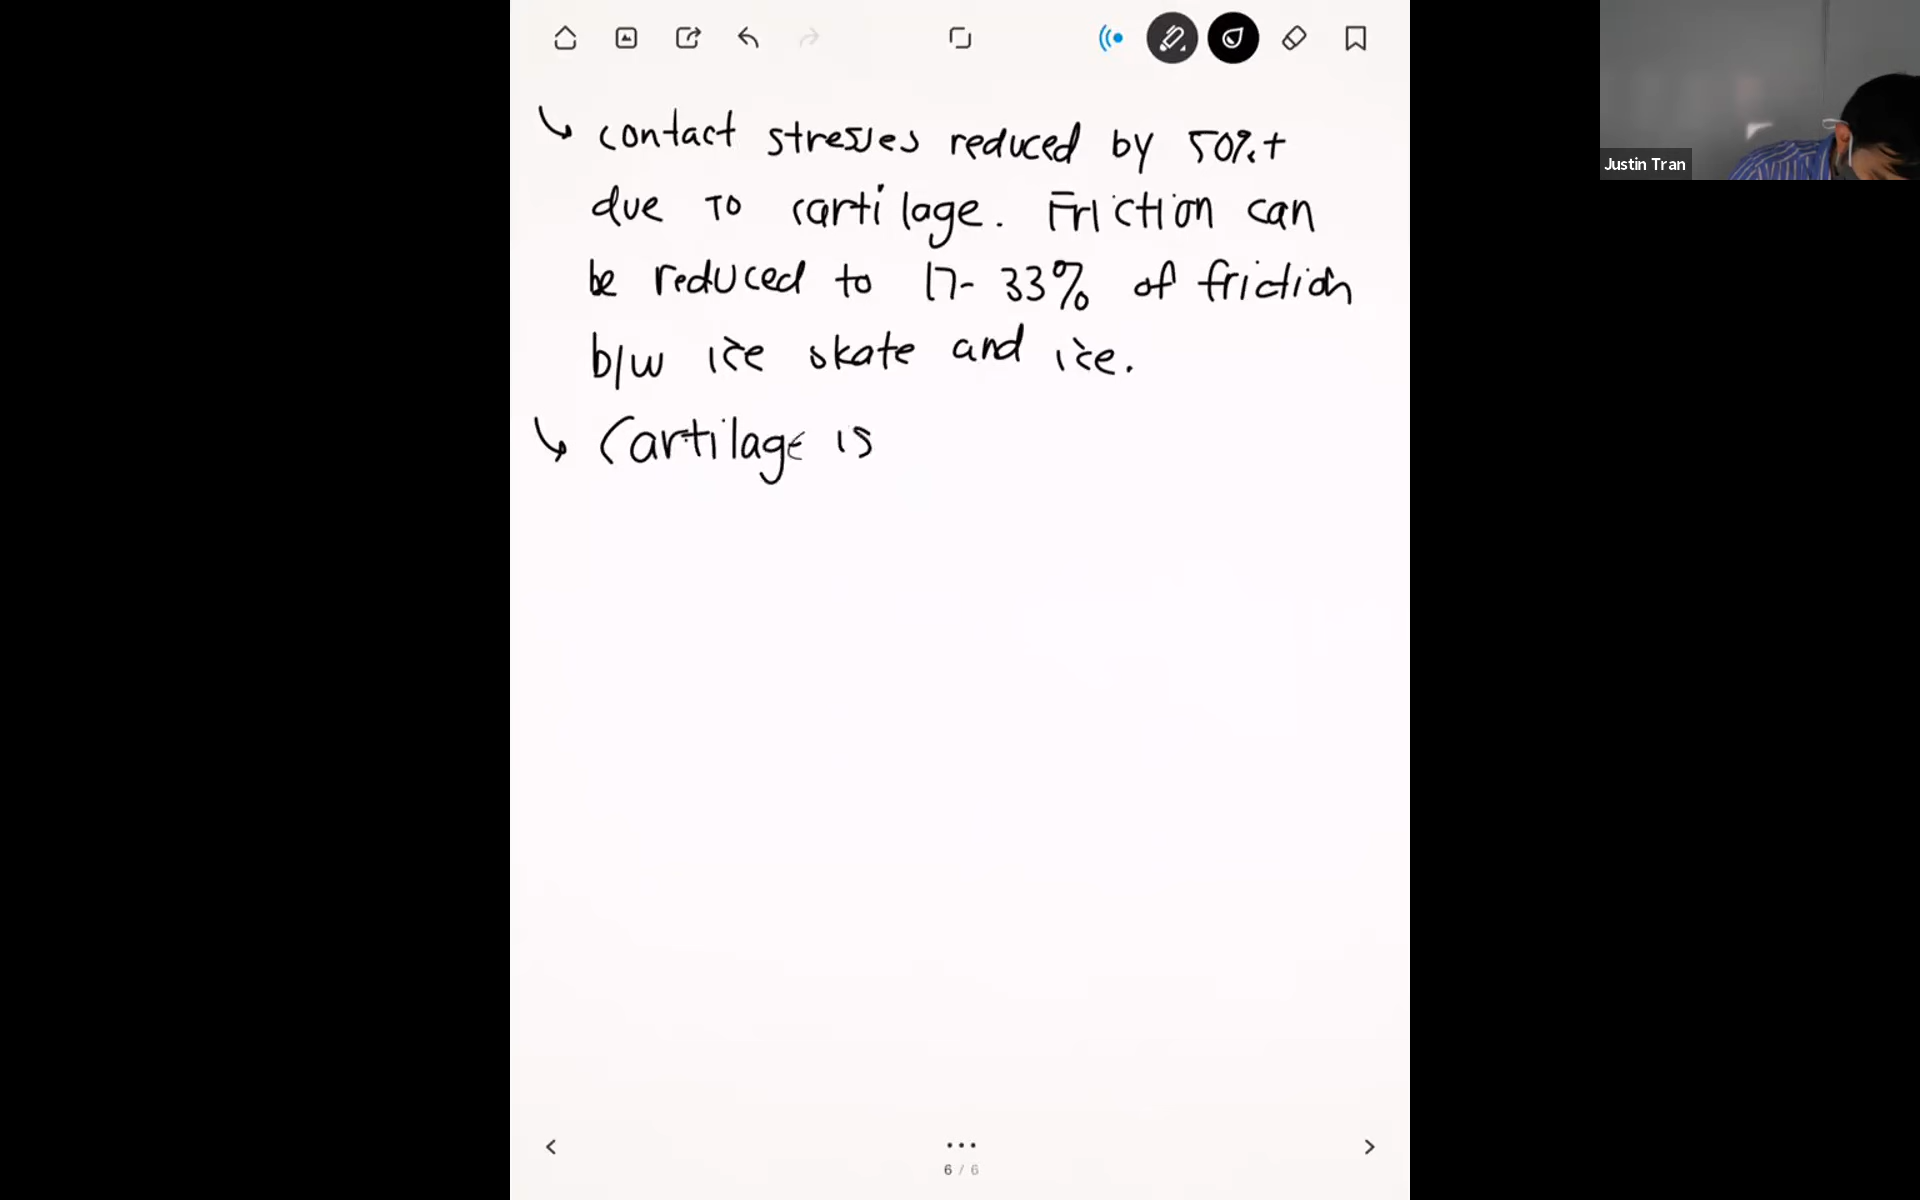 ↳ contact stresses reduced by 50%+
due to cartilage. Friction can
be reduced to 17-33% of friction
b/w ice skate and ice.
↳ Cartilage is
Justin Tran
6 / 6